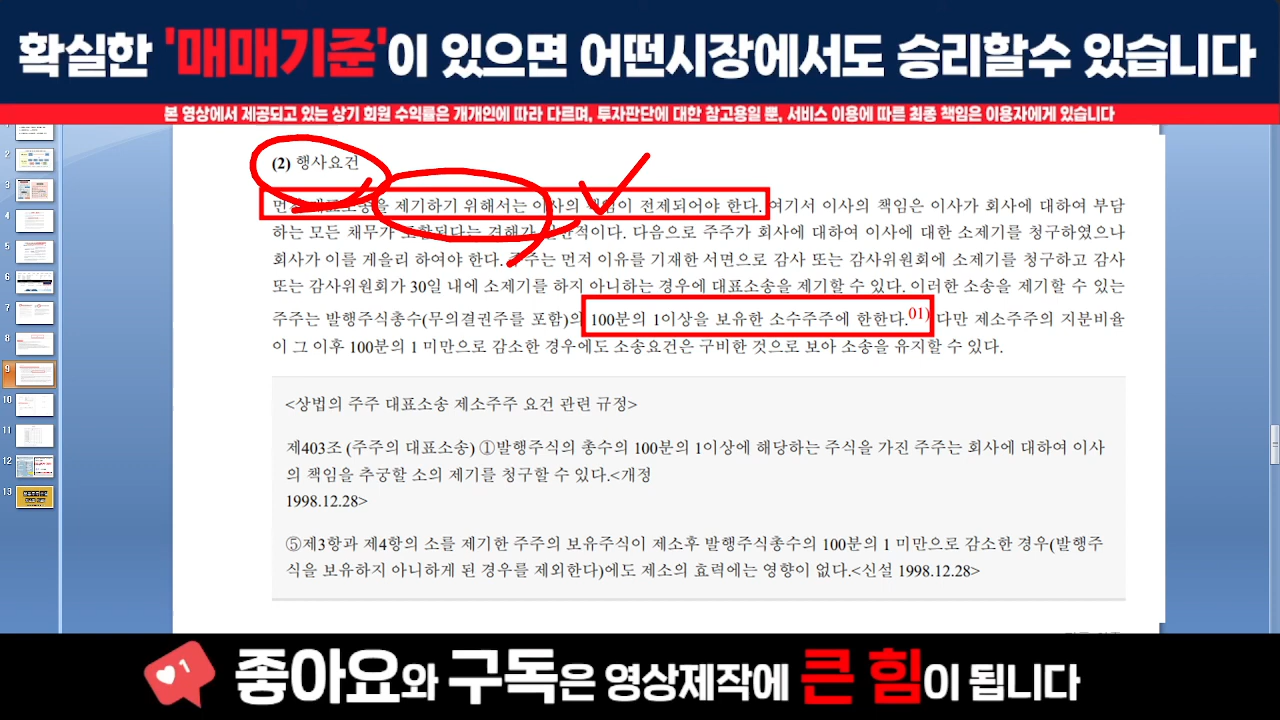 확실한 '매매기준'이 있으면 어떤시장에서도 승리할수 있습니다
본 영상에서 제공되고 있는 상기 회원 수익률은 개개인에 따라 다르며, 투자판단에 대한 참고용일 뿐, 서비스 이용에 따른 최종 책임은 이용자에게 있습니다
(2) 행사요건
먼저 대표소송을 제기하기 위해서는 이사의 책임이 전제되어야 한다. 여기서 이사의 책임은 이사가 회사에 대하여 부담
하는 모든 채무가 포함된다는 견해가 일반적이다. 다음으로 주주가 회사에 대하여 이사에 대한 소제기를 청구하였으나
회사가 이를 게을리 하여야 한다. 주주는 먼저 이유를 기재한 서면으로 감사 또는 감사위원회에 소제기를 청구하고 감사
또는 감사위원회가 30일 내에 소제기를 하지 아니하는 경우에 대표소송을 제기할 수 있다. 이러한 소송을 제기할 수 있는
주주는 발행주식총수(무의결권주를 포함)의 100분의 1이상을 보유한 소수주주에 한한다.01) 다만 제소주주의 지분비율
이 그 이후 100분의 1 미만으로 감소한 경우에도 소송요건은 구비한 것으로 보아 소송을 유지할 수 있다.
<상법의 주주 대표소송 제소주주 요건 관련 규정>
제403조 (주주의 대표소송) ①발행주식의 총수의 100분의 1이상에 해당하는 주식을 가진 주주는 회사에 대하여 이사
의 책임을 추궁할 소의 제기를 청구할 수 있다.<개정
1998.12.28>
⑤제3항과 제4항의 소를 제기한 주주의 보유주식이 제소후 발행주식총수의 100분의 1 미만으로 감소한 경우(발행주
식을 보유하지 아니하게 된 경우를 제외한다)에도 제소의 효력에는 영향이 없다.<신설 1998.12.28>
2
3
4
5
6
7
8
9
10
11
12
13
1
좋아요와 구독은 영상제작에 큰 힘이 됩니다